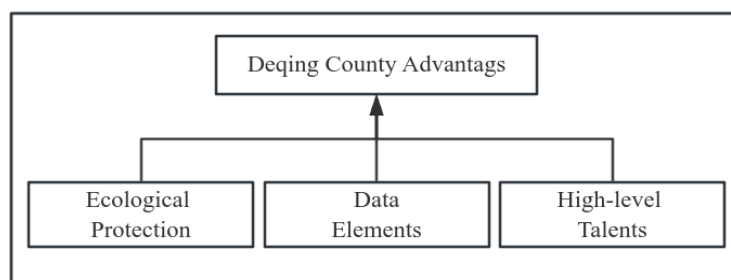 Deqing County Advantags
Ecological
Protection
Data
Elements
High-level
Talents